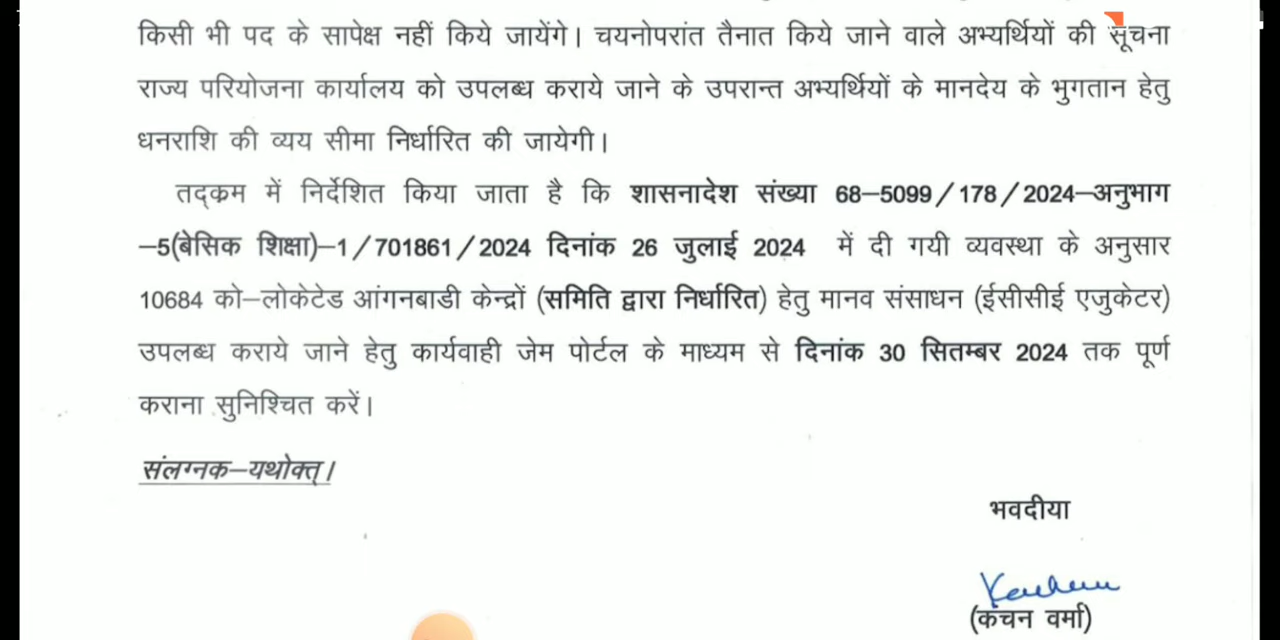 किसी भी पद के सापेक्ष नहीं किये जायेंगे। चयनोपरांत तैनात किये जाने वाले अभ्यर्थियों की सूचना
राज्य परियोजना कार्यालय को उपलब्ध कराये जाने के उपरान्त अभ्यर्थियों के मानदेय के भुगतान हेतु
धनराशि की व्यय सीमा निर्धारित की जायेगी।
तद्क्रम में निर्देशित किया जाता है कि शासनादेश संख्या 68–5099/178/2024–अनुभाग
–5(बेसिक शिक्षा)–1/701861/2024 दिनांक 26 जुलाई 2024 में दी गयी व्यवस्था के अनुसार
10684 को–लोकेटेड आंगनबाडी केन्द्रों (समिति द्वारा निर्धारित) हेतु मानव संसाधन (ईसीसीई एजुकेटर)
उपलब्ध कराये जाने हेतु कार्यवाही जेम पोर्टल के माध्यम से दिनांक 30 सितम्बर 2024 तक पूर्ण
कराना सुनिश्चित करें।
संलग्नक–यथोक्त्।
भवदीया
(कंचन वर्मा)